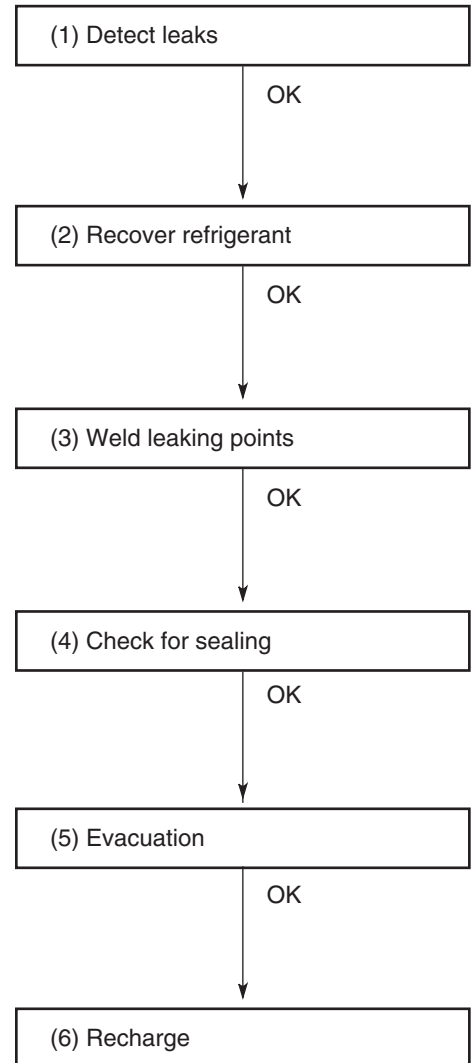 (1) Detect leaks
OK
(2) Recover refrigerant
OK
(3) Weld leaking points
OK
(4) Check for sealing
OK
(5) Evacuation
OK
(6) Recharge